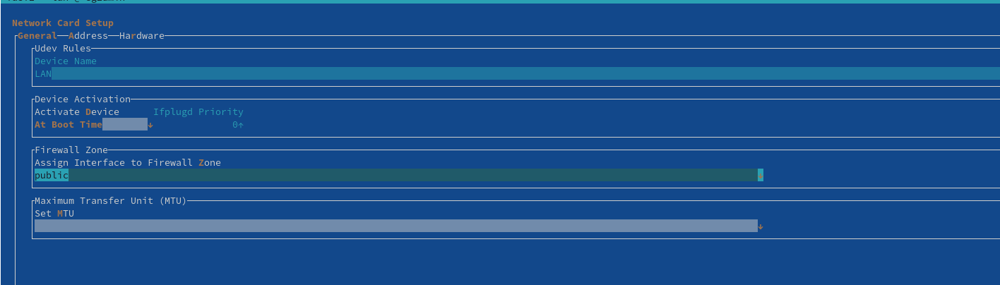 Network Card Setup
General Address Hardware
Udev Rules
Device Name
LAN
Device Activation
Activate Device Ifplugd Priority
At Boot Time↓ 0↑
Firewall Zone
Assign Interface to Firewall Zone
public
Maximum Transfer Unit (MTU)
Set MTU
↓